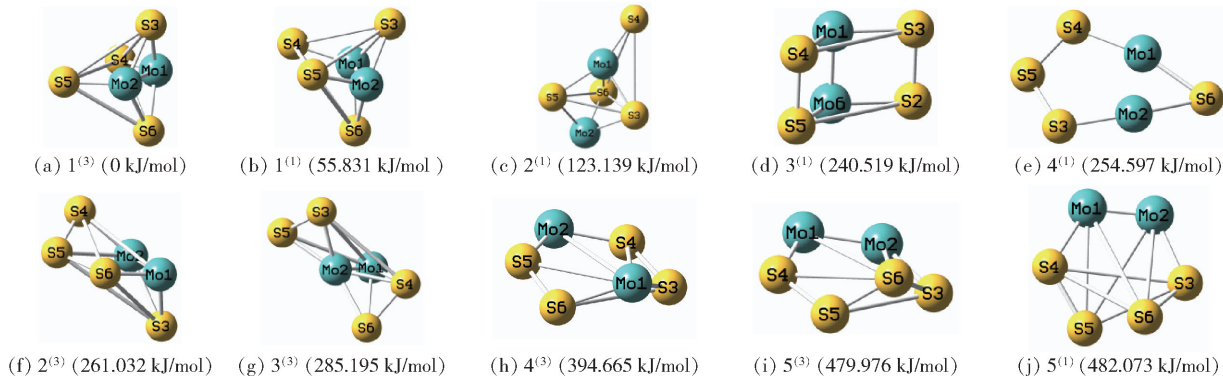 S3
S4
S5
Mo2
Mo1
S6
S4
S3
Mo1
S5
Mo2
S6
S4
Mo1
S5
S6
S3
Mo2
Mo1
S3
S4
Mo6
S2
S5
S4
Mo1
S5
S6
S3
Mo2
(a) 1⁽³⁾ (0 kJ/mol)
(b) 1⁽¹⁾ (55.831 kJ/mol )
(c) 2⁽¹⁾ (123.139 kJ/mol)
(d) 3⁽¹⁾ (240.519 kJ/mol)
(e) 4⁽¹⁾ (254.597 kJ/mol)
S4
S5
Mo2
S6
Mo1
S3
S3
S5
Mo2
Mo1
S4
S6
Mo2
S4
S5
Mo1
S3
S6
Mo1
Mo2
S4
S6
S3
S5
Mo1
Mo2
S4
S3
S5
S6
(f) 2⁽³⁾ (261.032 kJ/mol)
(g) 3⁽³⁾ (285.195 kJ/mol)
(h) 4⁽³⁾ (394.665 kJ/mol)
(i) 5⁽³⁾ (479.976 kJ/mol)
(j) 5⁽¹⁾ (482.073 kJ/mol)